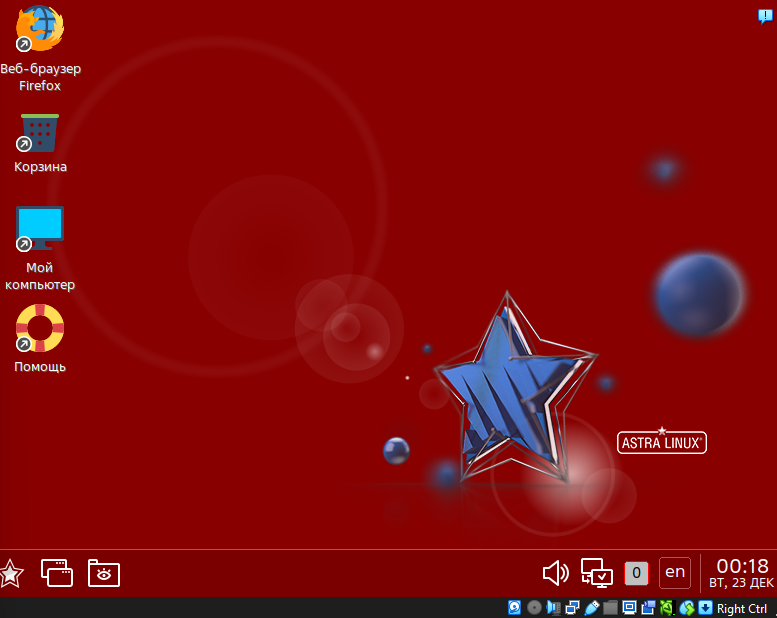 Веб-браузер
Firefox
Корзина
Мой
компьютер
Помощь
ASTRA LINUX®
0
en
00:18
ВТ, 23 ДЕК
Right Ctrl